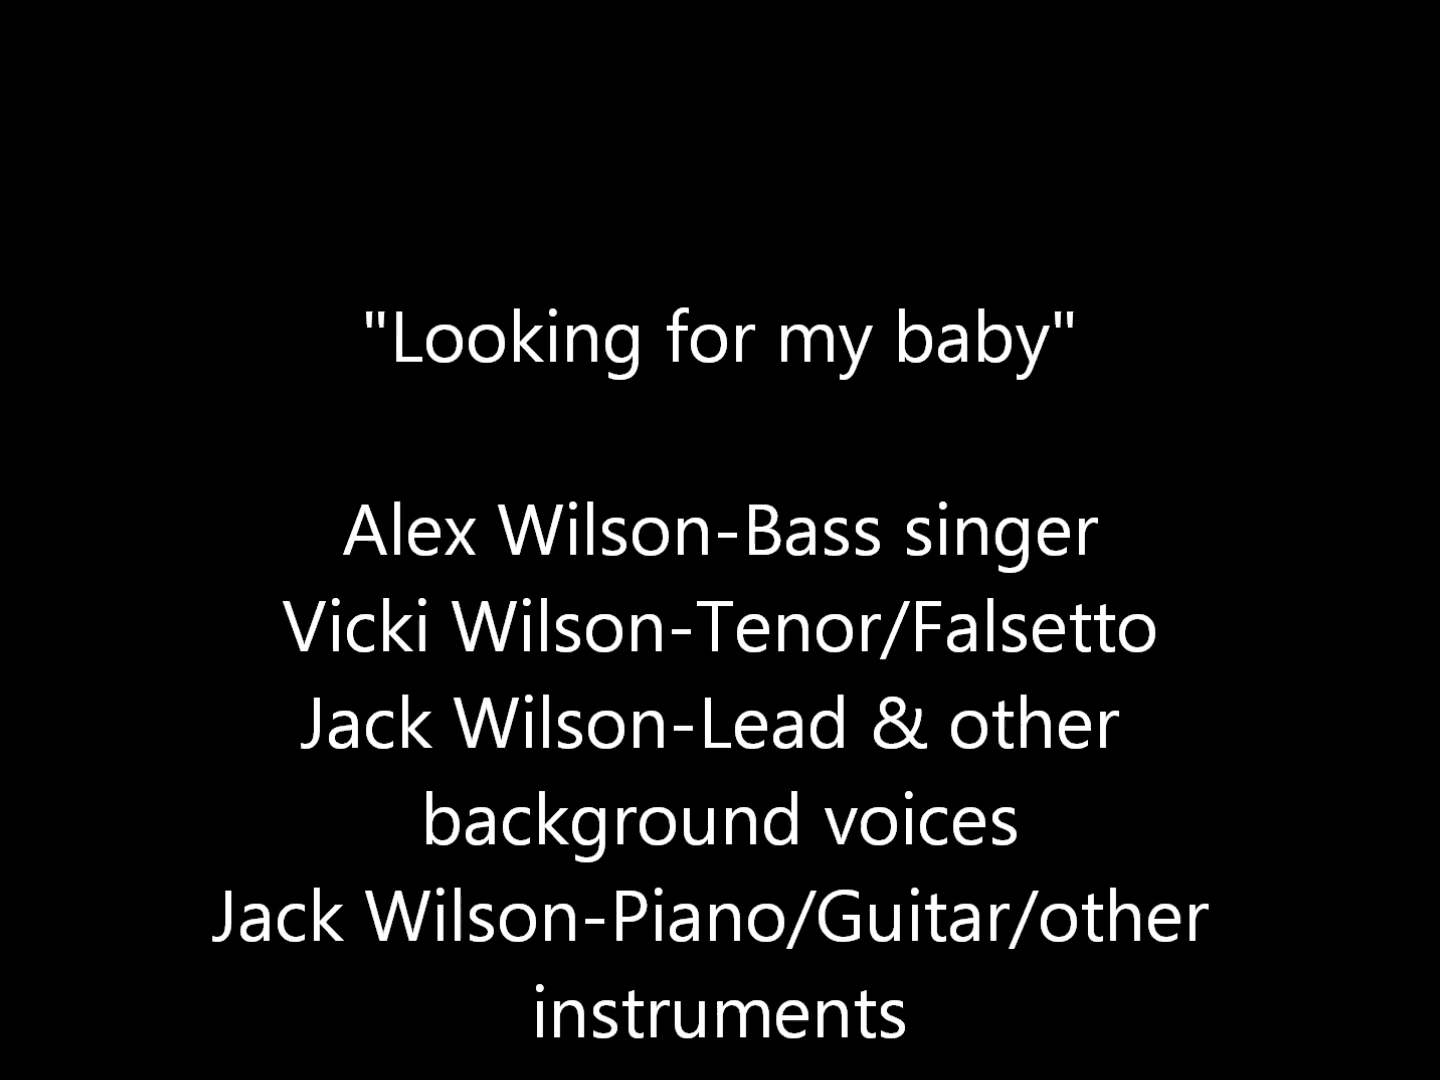 "Looking for my baby"
Alex Wilson-Bass singer
Vicki Wilson-Tenor/Falsetto
Jack Wilson-Lead & other
background voices
Jack Wilson-Piano/Guitar/other
instruments